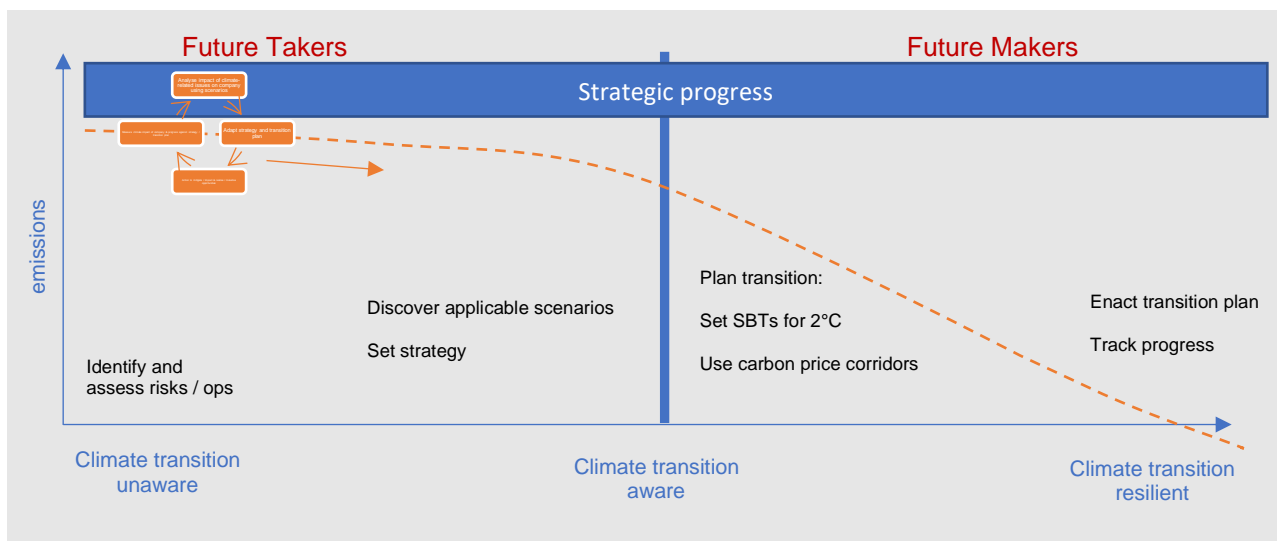 Future Takers
Future Makers
Strategic progress
Analyse impact of climate-
related issues on company
using scenarios
Adapt strategy and transition
plan
emissions
Identify and
assess risks / ops
Discover applicable scenarios
Set strategy
Plan transition:
Set SBTs for 2°C
Use carbon price corridors
Enact transition plan
Track progress
Climate transition
unaware
Climate transition
aware
Climate transition
resilient